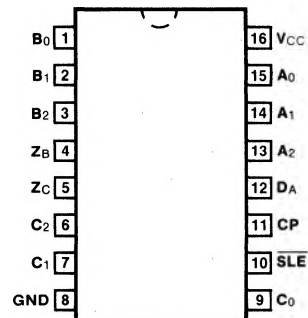 B0 1 16 VCC
B1 2 15 A0
B2 3 14 A1
ZB 4 13 A2
ZC 5 12 DA
C2 6 11 CP
C1 7 10 SLE
GND 8 9 C0